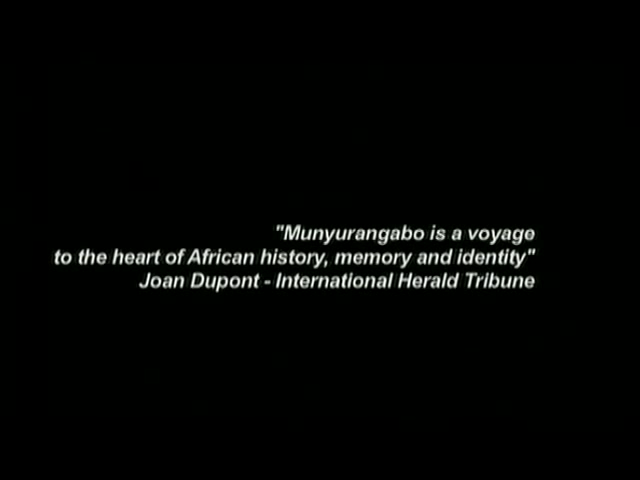 "Munyurangabo is a voyage
to the heart of African history, memory and identity"
Joan Dupont - International Herald Tribune